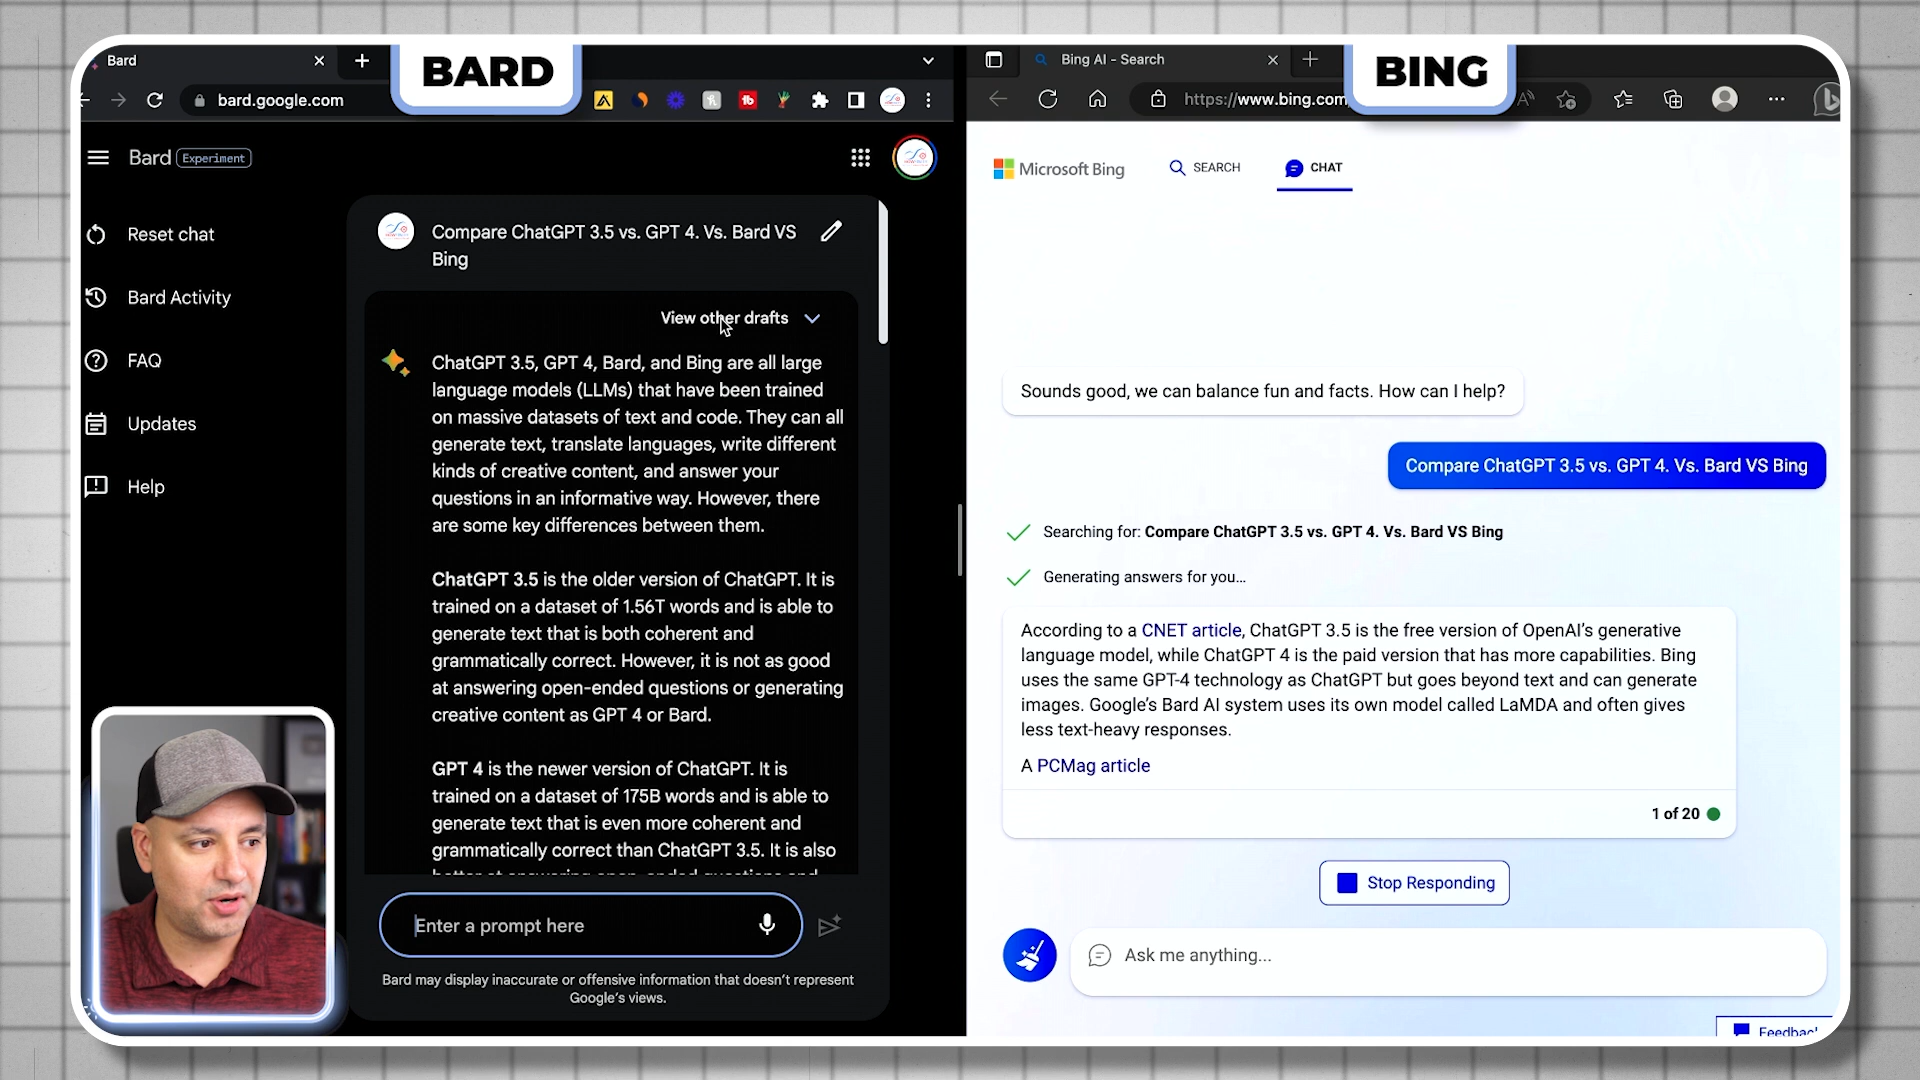 BARD
BING
Bard
bard.google.com
Bing AI - Search
https://www.bing.com
Bard Experiment
Reset chat
Bard Activity
FAQ
Updates
Help
Compare ChatGPT 3.5 vs. GPT 4. Vs. Bard VS
Bing
View other drafts
ChatGPT 3.5, GPT 4, Bard, and Bing are all large
language models (LLMs) that have been trained
on massive datasets of text and code. They can all
generate text, translate languages, write different
kinds of creative content, and answer your
questions in an informative way. However, there
are some key differences between them.
ChatGPT 3.5 is the older version of ChatGPT. It is
trained on a dataset of 1.56T words and is able to
generate text that is both coherent and
grammatically correct. However, it is not as good
at answering open-ended questions or generating
creative content as GPT 4 or Bard.
GPT 4 is the newer version of ChatGPT. It is
trained on a dataset of 175B words and is able to
generate text that is even more coherent and
grammatically correct than ChatGPT 3.5. It is also
Enter a prompt here
Bard may display inaccurate or offensive information that doesn't represent
Google's views.
Microsoft Bing
SEARCH
CHAT
Sounds good, we can balance fun and facts. How can I help?
Compare ChatGPT 3.5 vs. GPT 4. Vs. Bard VS Bing
Searching for: Compare ChatGPT 3.5 vs. GPT 4. Vs. Bard VS Bing
Generating answers for you...
According to a CNET article, ChatGPT 3.5 is the free version of OpenAI's generative
language model, while ChatGPT 4 is the paid version that has more capabilities. Bing
uses the same GPT-4 technology as ChatGPT but goes beyond text and can generate
images. Google's Bard AI system uses its own model called LaMDA and often gives
less text-heavy responses.
A PCMag article
1 of 20
Stop Responding
Ask me anything...
Feedback